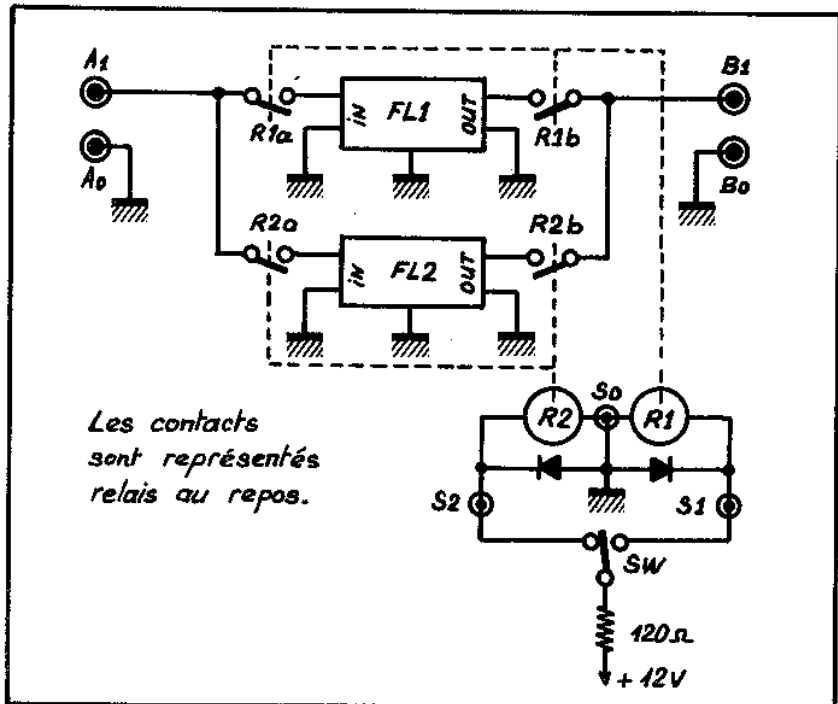 A1
B1
R1a
iN
FL1
OUT
R1b
A0
B0
R2a
R2b
iN
FL2
OUT
Les contacts
sont représentés
relais au repos.
R2
S0
R1
S2
S1
SW
120Ω
+ 12V